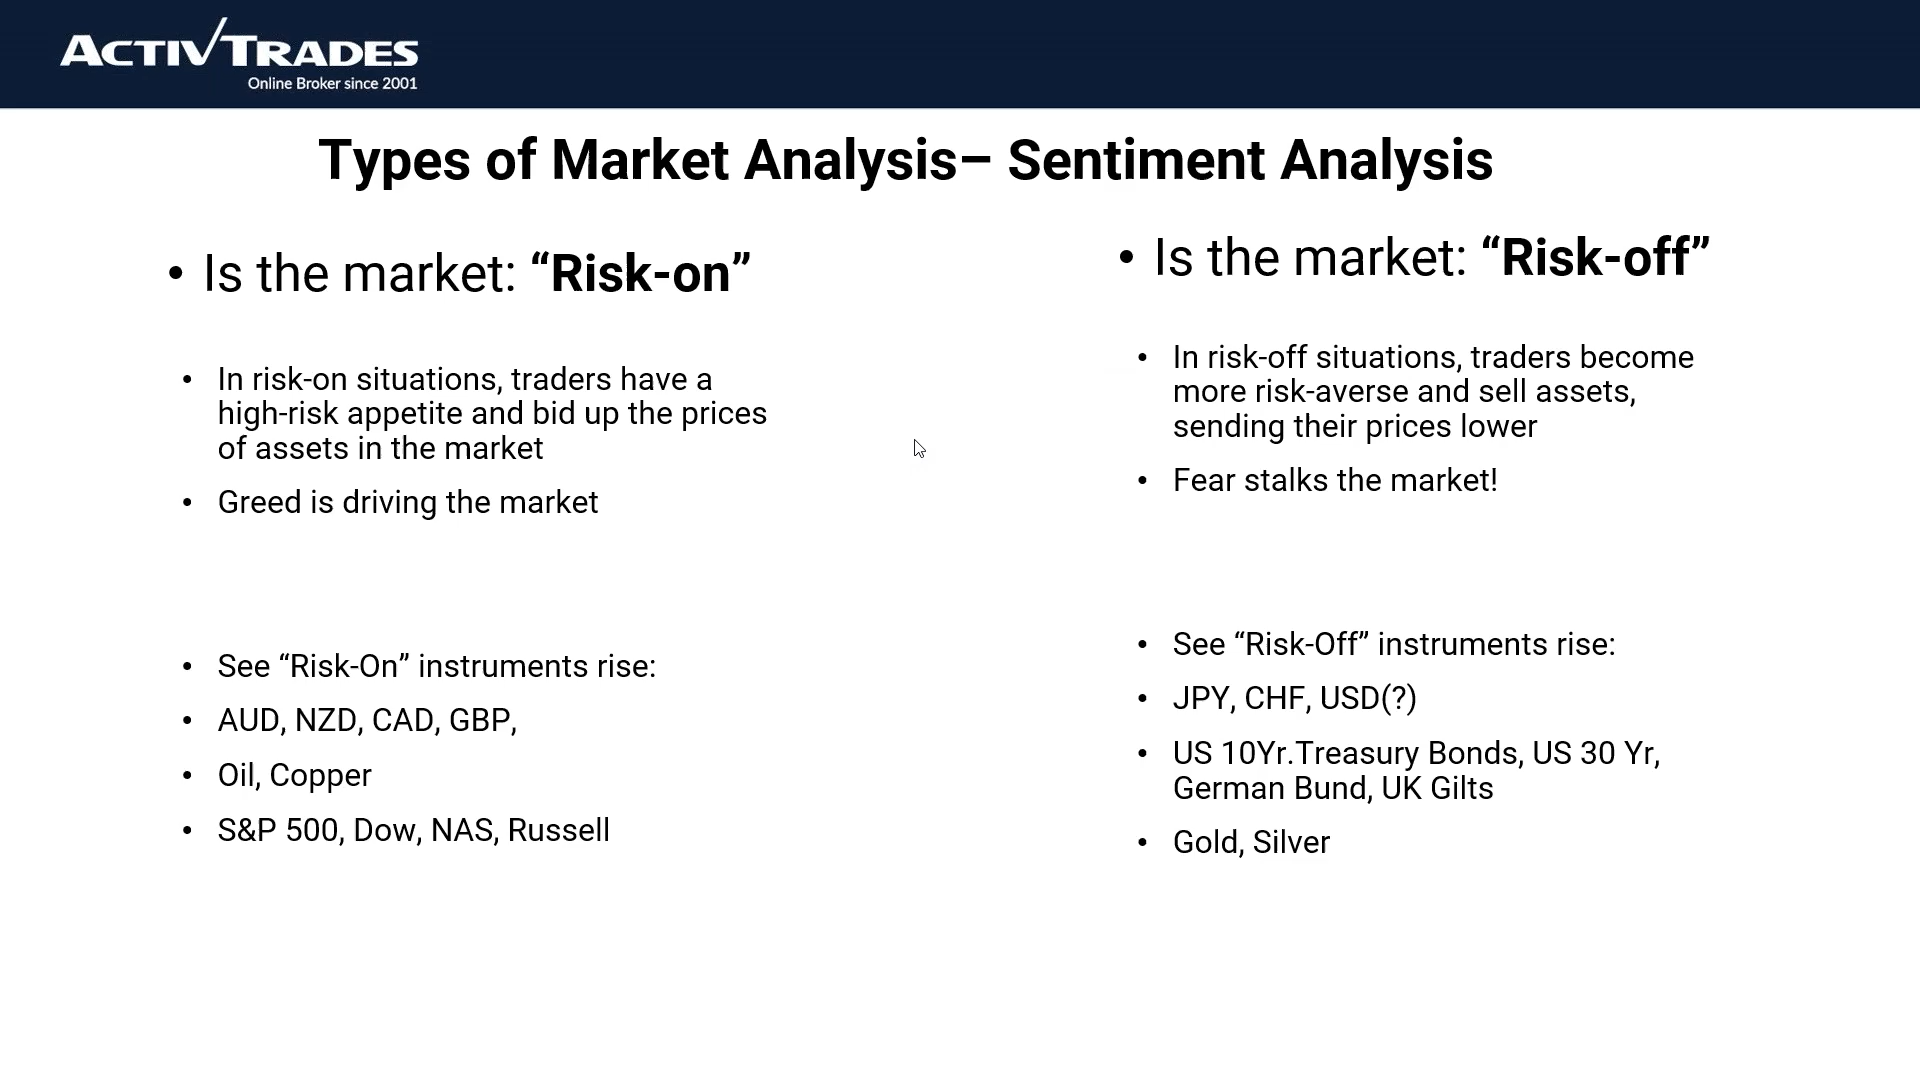 ACTIVTRADES
Online Broker since 2001
Types of Market Analysis– Sentiment Analysis
• Is the market: “Risk-on”
• In risk-on situations, traders have a
high-risk appetite and bid up the prices
of assets in the market
• Greed is driving the market
• See “Risk-On” instruments rise:
• AUD, NZD, CAD, GBP,
• Oil, Copper
• S&P 500, Dow, NAS, Russell
• Is the market: “Risk-off”
• In risk-off situations, traders become
more risk-averse and sell assets,
sending their prices lower
• Fear stalks the market!
• See “Risk-Off” instruments rise:
• JPY, CHF, USD(?)
• US 10Yr.Treasury Bonds, US 30 Yr,
German Bund, UK Gilts
• Gold, Silver